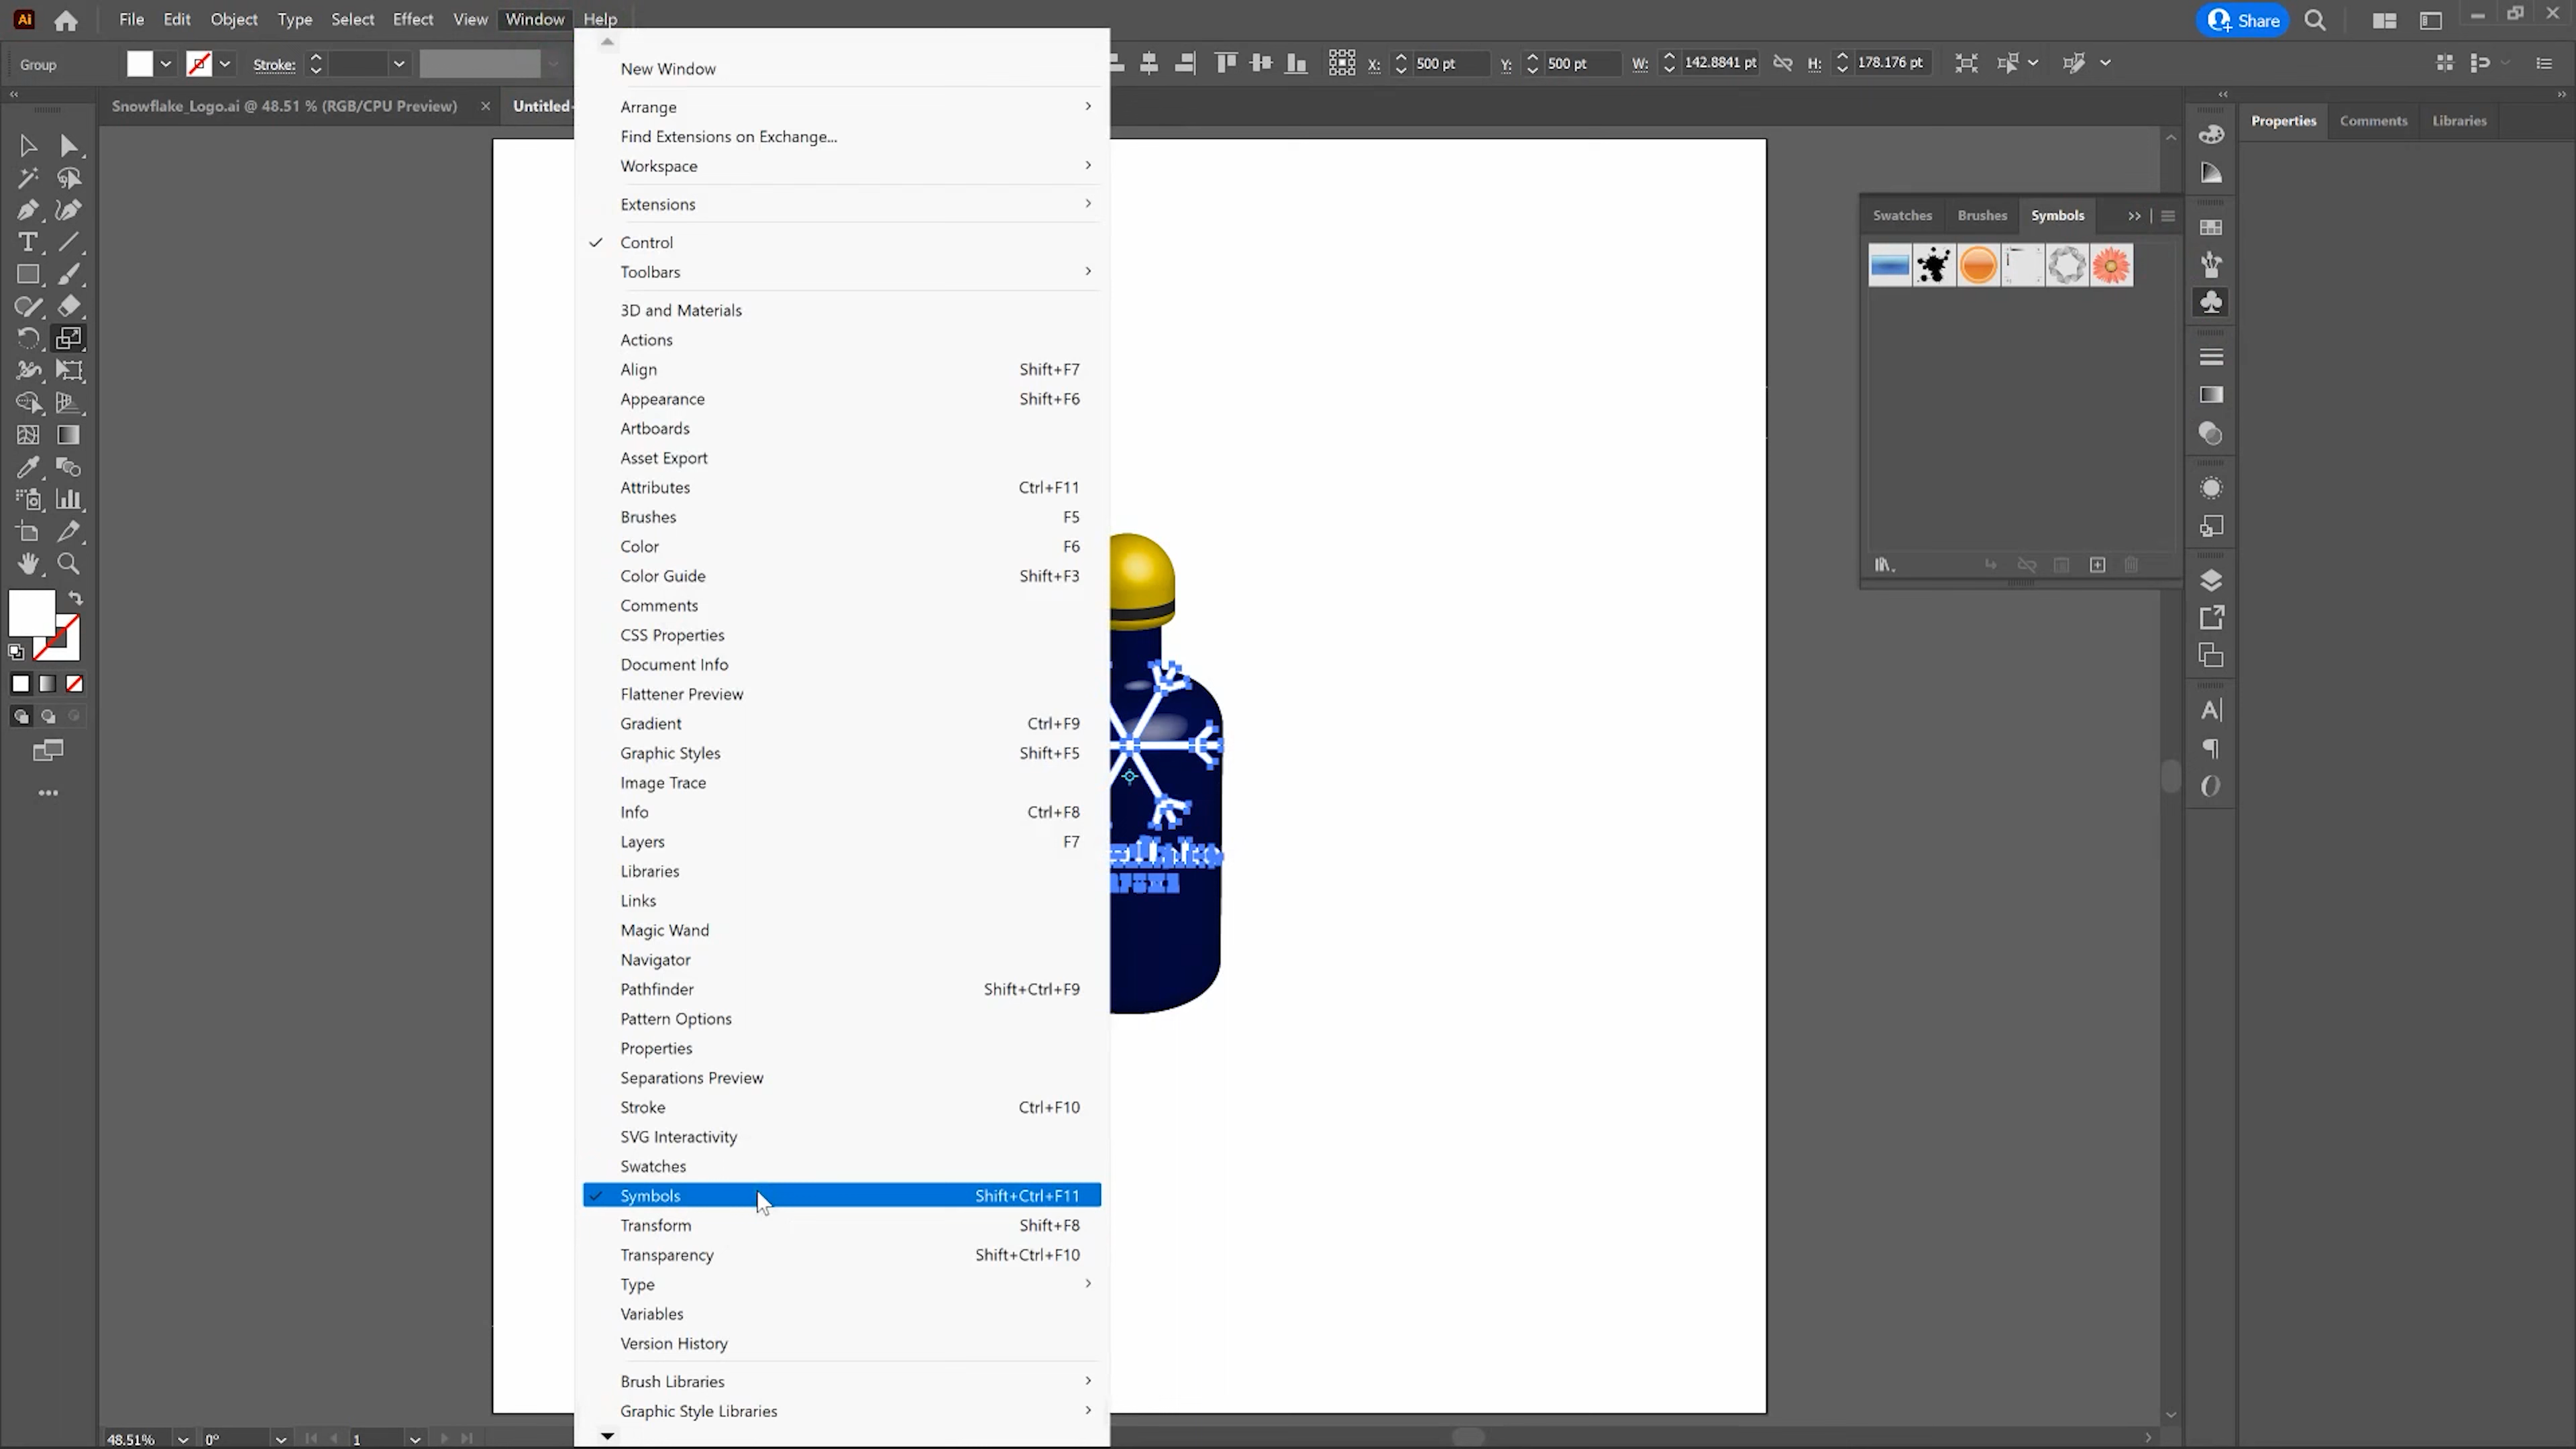 Ai File Edit Object Type Select Effect View Window Help Share
Group Stroke: X: 500 pt Y: 500 pt W: 142.8841 pt H: 178.176 pt
Snowflake_Logo.ai @ 48.51 % (RGB/CPU Preview) × Untitled-
Properties Comments Libraries
Swatches Brushes Symbols
New Window
Arrange
Find Extensions on Exchange...
Workspace
Extensions
Control
Toolbars
3D and Materials
Actions
Align Shift+F7
Appearance Shift+F6
Artboards
Asset Export
Attributes Ctrl+F11
Brushes F5
Color F6
Color Guide Shift+F3
Comments
CSS Properties
Document Info
Flattener Preview
Gradient Ctrl+F9
Graphic Styles Shift+F5
Image Trace
Info Ctrl+F8
Layers F7
Libraries
Links
Magic Wand
Navigator
Pathfinder Shift+Ctrl+F9
Pattern Options
Properties
Separations Preview
Stroke Ctrl+F10
SVG Interactivity
Swatches
Symbols Shift+Ctrl+F11
Transform Shift+F8
Transparency Shift+Ctrl+F10
Type
Variables
Version History
Brush Libraries
Graphic Style Libraries
48.51% 0° 1